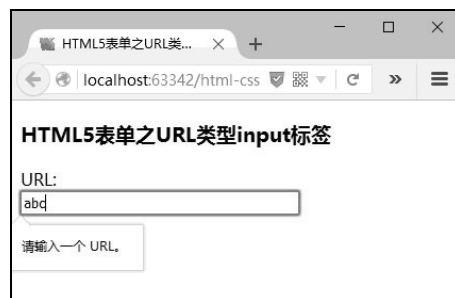 HTML5表单之URL类...
localhost:63342/html-css
HTML5表单之URL类型input标签
URL:
abc
请输入一个 URL。